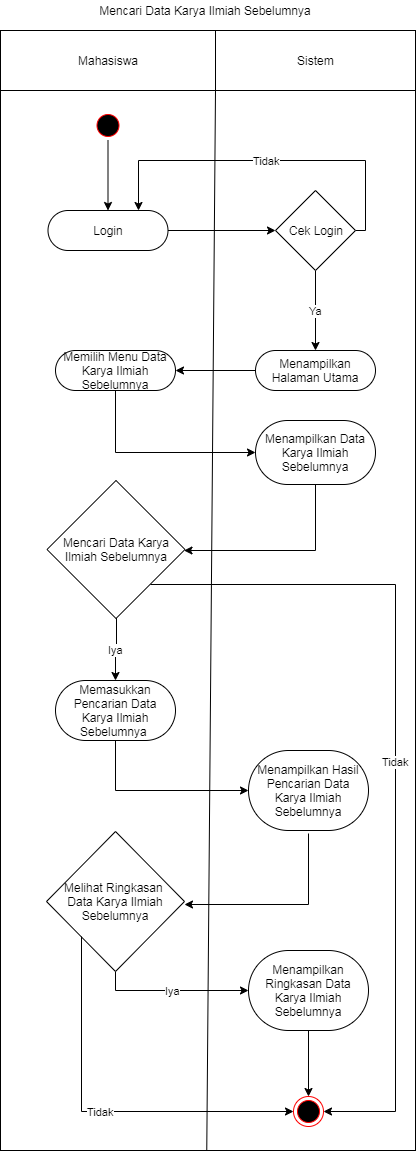 Mencari Data Karya Ilmiah Sebelumnya
Mahasiswa
Sistem
Tidak
Login
Cek Login
Ya
Memilih Menu Data
Karya Ilmiah
Sebelumnya
Menampilkan
Halaman Utama
Menampilkan Data
Karya Ilmiah
Sebelumnya
Mencari Data Karya
Ilmiah Sebelumnya
Iya
Memasukkan
Pencarian Data
Karya Ilmiah
Sebelumnya
Tidak
Menampilkan Hasil
Pencarian Data
Karya Ilmiah
Sebelumnya
Melihat Ringkasan
Data Karya Ilmiah
Sebelumnya
Iya
Menampilkan
Ringkasan Data
Karya Ilmiah
Sebelumnya
Tidak